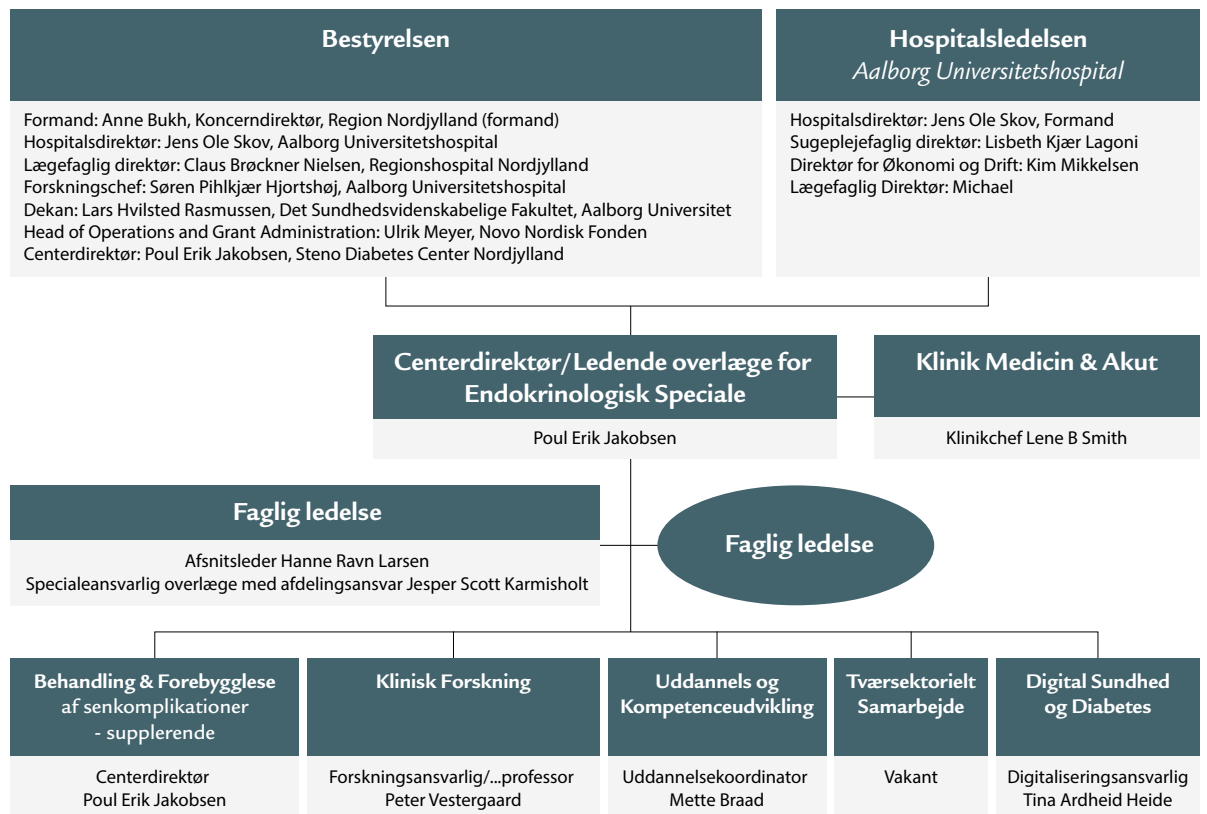 Bestyrelsen
Formand: Anne Bukh, Koncerndirektør, Region Nordjylland (formand)
Hospitalsdirektør: Jens Ole Skov, Aalborg Universitetshospital
Lægefaglig direktør: Claus Brøckner Nielsen, Regionshospital Nordjylland
Forskningschef: Søren Pihlkjær Hjortshøj, Aalborg Universitetshospital
Dekan: Lars Hvilsted Rasmussen, Det Sundhedsvidenskabelige Fakultet, Aalborg Universitet
Head of Operations and Grant Administration: Ulrik Meyer, Novo Nordisk Fonden
Centerdirektør: Poul Erik Jakobsen, Steno Diabetes Center Nordjylland
Hospitalsledelsen
Aalborg Universitetshospital
Hospitalsdirektør: Jens Ole Skov, Formand
Sugeplejefaglig direktør: Lisbeth Kjær Lagoni
Direktør for Økonomi og Drift: Kim Mikkelsen
Lægefaglig Direktør: Michael
Centerdirektør/Ledende overlæge for
Endokrinologisk Speciale
Poul Erik Jakobsen
Klinik Medicin & Akut
Klinikchef Lene B Smith
Faglig ledelse
Afsnitsleder Hanne Ravn Larsen
Specialeansvarlig overlæge med afdelingsansvar Jesper Scott Karmisholt
Faglig ledelse
Behandling & Forebygglese
af senkomplikationer
- supplerende
Centerdirektør
Poul Erik Jakobsen
Klinisk Forskning
Forskningsansvarlig/...professor
Peter Vestergaard
Uddannels og
Kompetenceudvikling
Uddannelsekoordinator
Mette Braad
Tværsektorielt
Samarbejde
Vakant
Digital Sundhed
og Diabetes
Digitaliseringsansvarlig
Tina Ardheid Heide